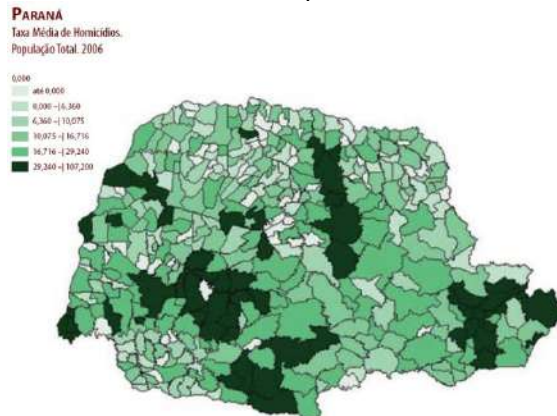 PARANÁ
Taxa Média de Homicídios.
População Total. 2006
0,000
até 0,000
0,000 –| 6,360
6,360 –| 10,075
10,075 –| 16,716
16,716 –| 29,240
29,240 –| 107,200